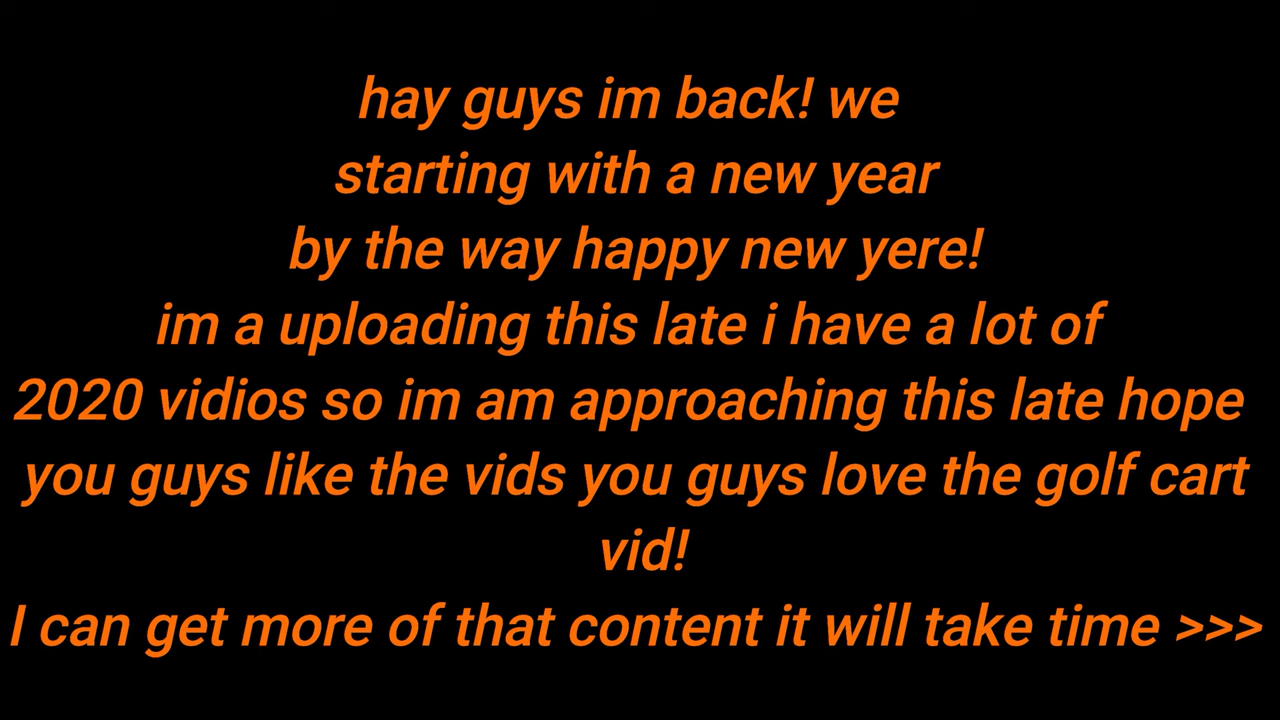 hay guys im back! we
starting with a new year
by the way happy new yere!
im a uploading this late i have a lot of
2020 vidios so im am approaching this late hope
you guys like the vids you guys love the golf cart
vid!
I can get more of that content it will take time >>>